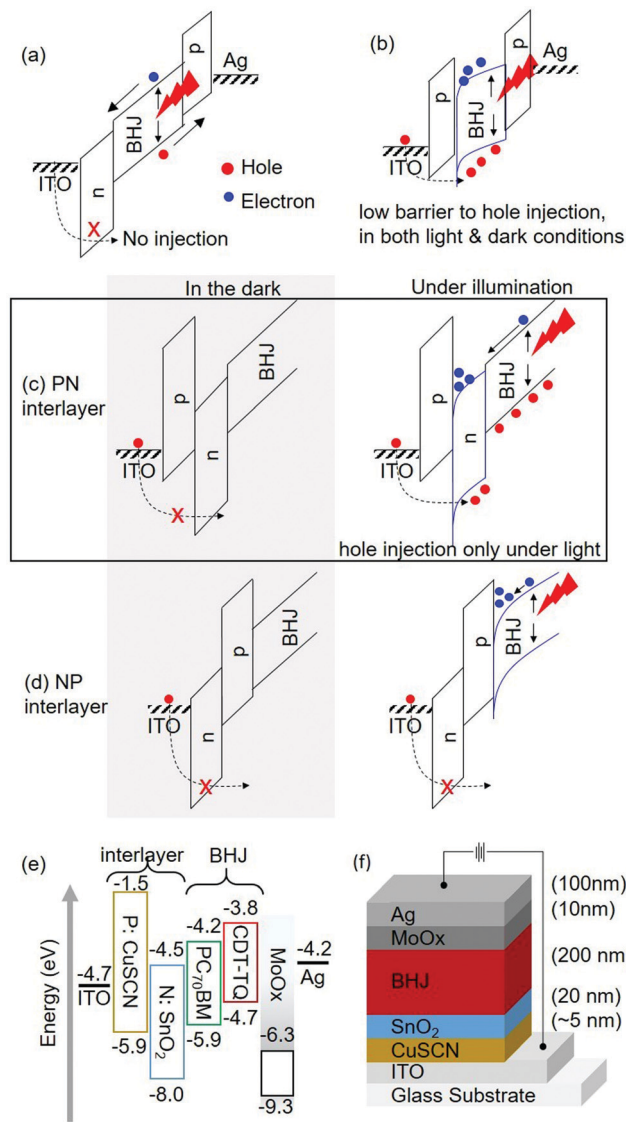 (a)
p
Ag
BHJ
ITO
n
X
No injection
Hole
Electron
(b)
p
Ag
p
BHJ
ITO
low barrier to hole injection,
in both light & dark conditions
In the dark
Under illumination
(c) PN
interlayer
p
n
BHJ
ITO
X
p
n
BHJ
ITO
hole injection only under light
(d) NP
interlayer
n
p
BHJ
ITO
X
n
p
BHJ
ITO
X
(e)
interlayer
BHJ
Energy (eV)
-1.5
-4.7
ITO
P: CuSCN
-5.9
-4.5
N: SnO₂
-8.0
-4.2
PC₇₀BM
-5.9
-3.8
CDT-TQ
-4.7
MoOx
-6.3
-9.3
-4.2
Ag
(f)
(100nm)
Ag
(10nm)
MoOx
(200 nm
BHJ
(20 nm)
SnO₂
(~5 nm)
CuSCN
ITO
Glass Substrate